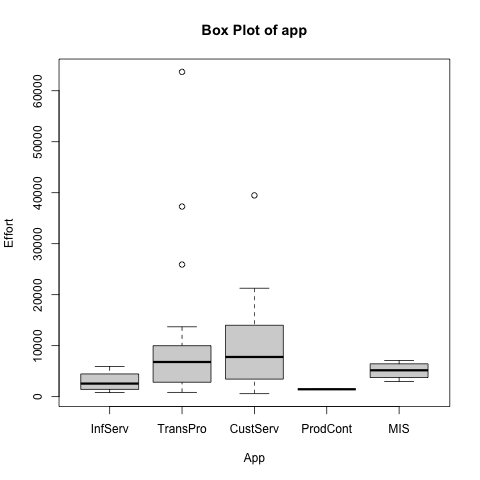 Box Plot of app
Effort
60000
50000
40000
30000
20000
10000
0
InfServ TransPro CustServ ProdCont MIS
App